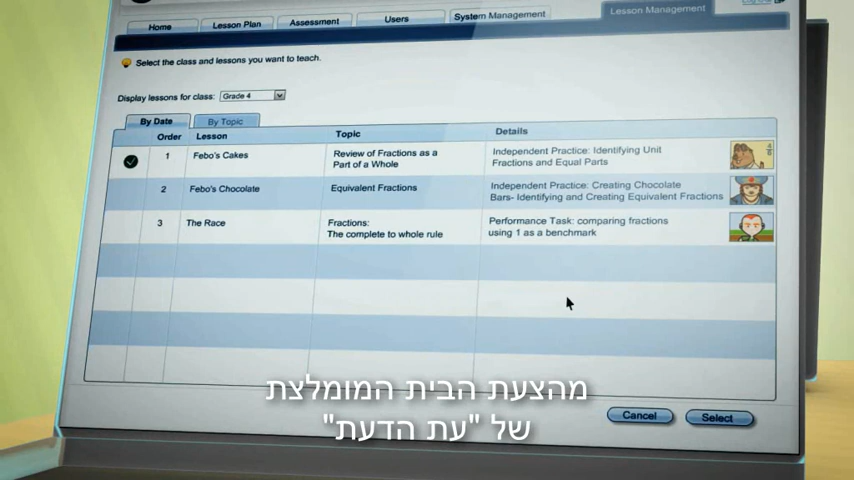 Home Lesson Plan Assessment Users System Management Lesson Management
Select the class and lessons you want to teach.
Display lessons for class: Grade 4
By Date By Topic
Order Lesson Topic Details
1 Febo's Cakes Review of Fractions as a Part of a Whole Independent Practice: Identifying Unit Fractions and Equal Parts
2 Febo's Chocolate Equivalent Fractions Independent Practice: Creating Chocolate Bars- Identifying and Creating Equivalent Fractions
3 The Race Fractions: The complete to whole rule Performance Task: comparing fractions using 1 as a benchmark
Cancel Select
מהצעת הבית המומלצת
של "עת הדעת"